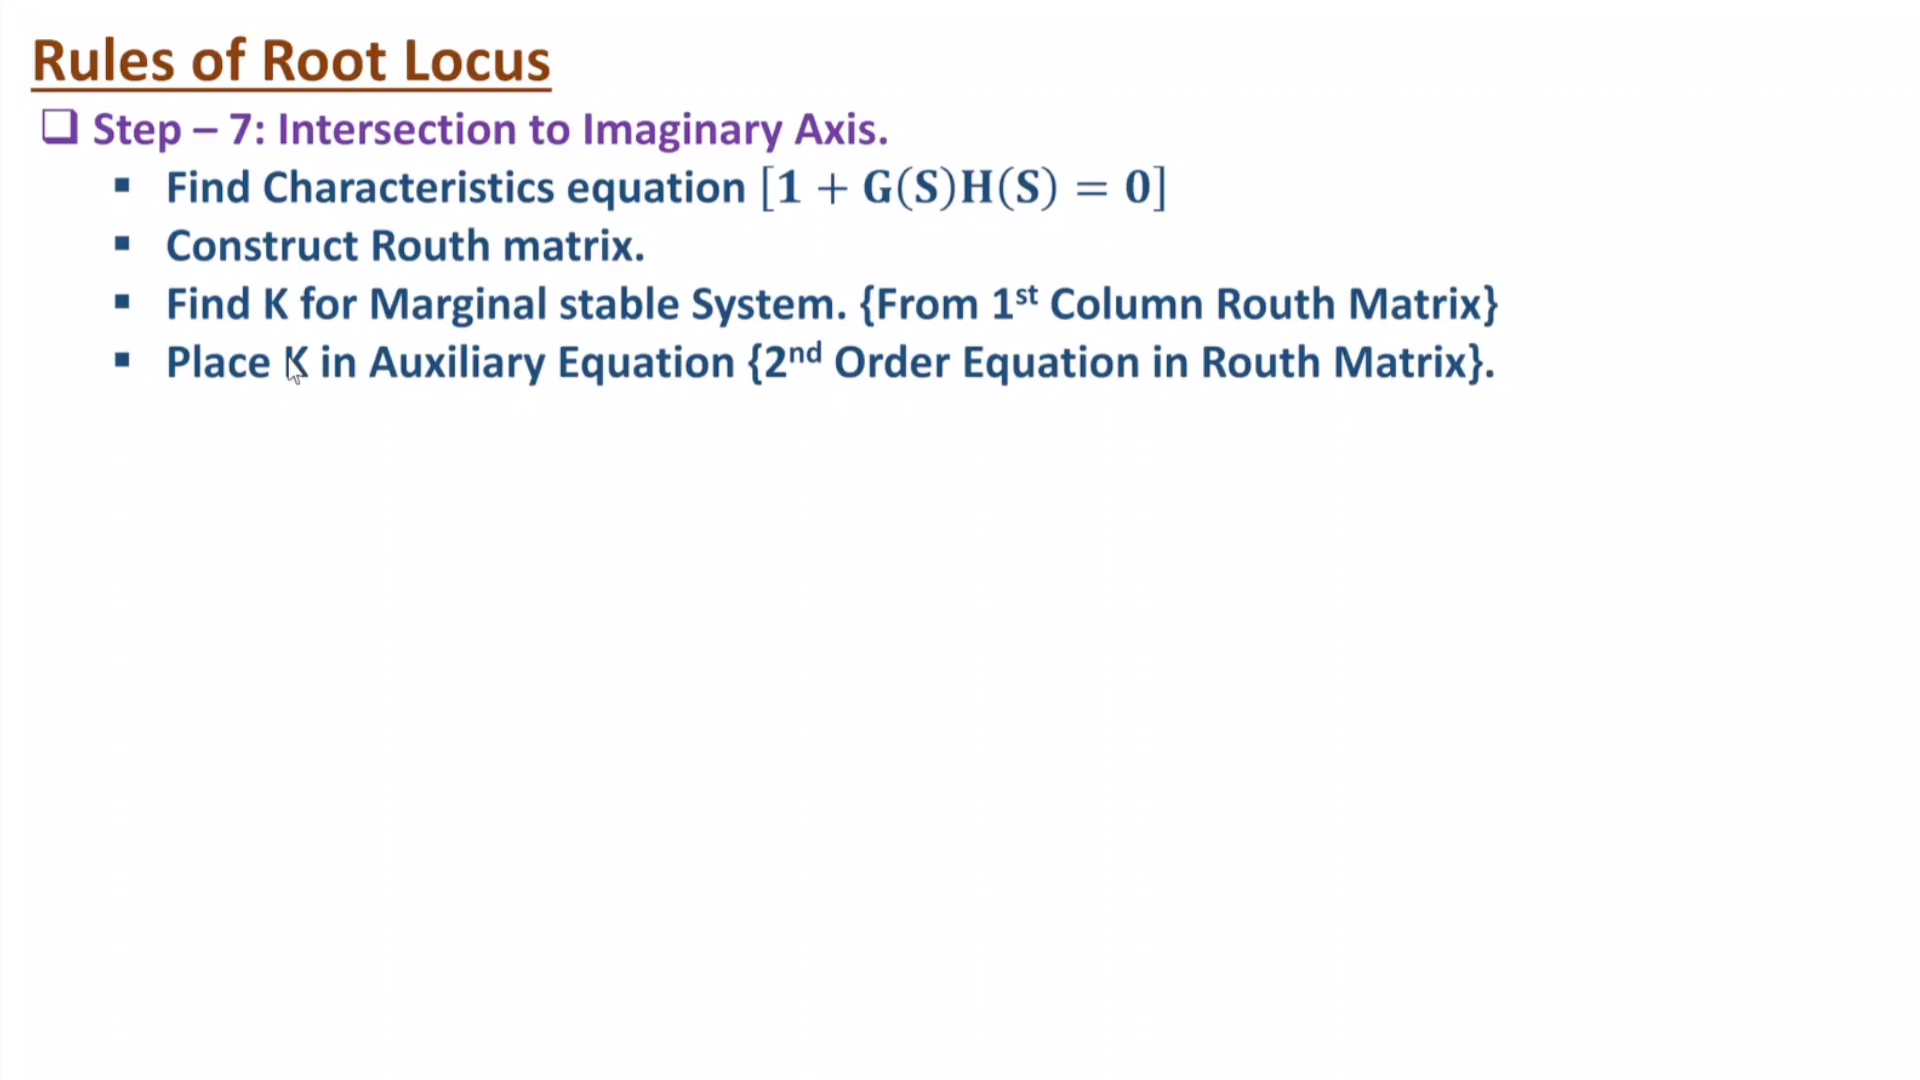 Rules of Root Locus
❑ Step – 7: Intersection to Imaginary Axis.
▪ Find Characteristics equation [1 + G(S)H(S) = 0]
▪ Construct Routh matrix.
▪ Find K for Marginal stable System. {From 1st Column Routh Matrix}
▪ Place K in Auxiliary Equation {2nd Order Equation in Routh Matrix}.